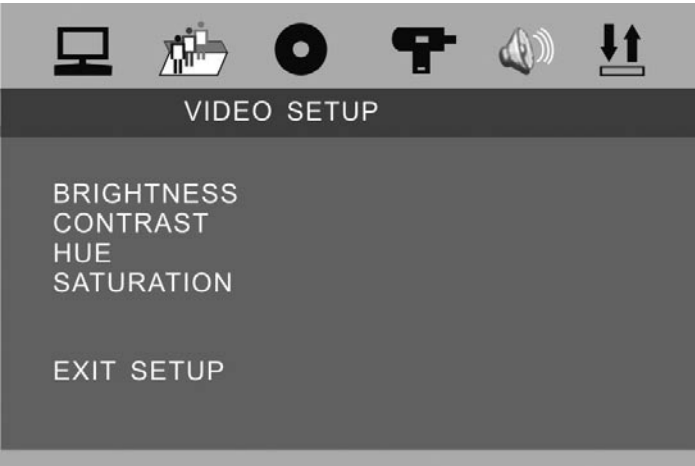 VIDEO SETUP
BRIGHTNESS
CONTRAST
HUE
SATURATION
EXIT SETUP